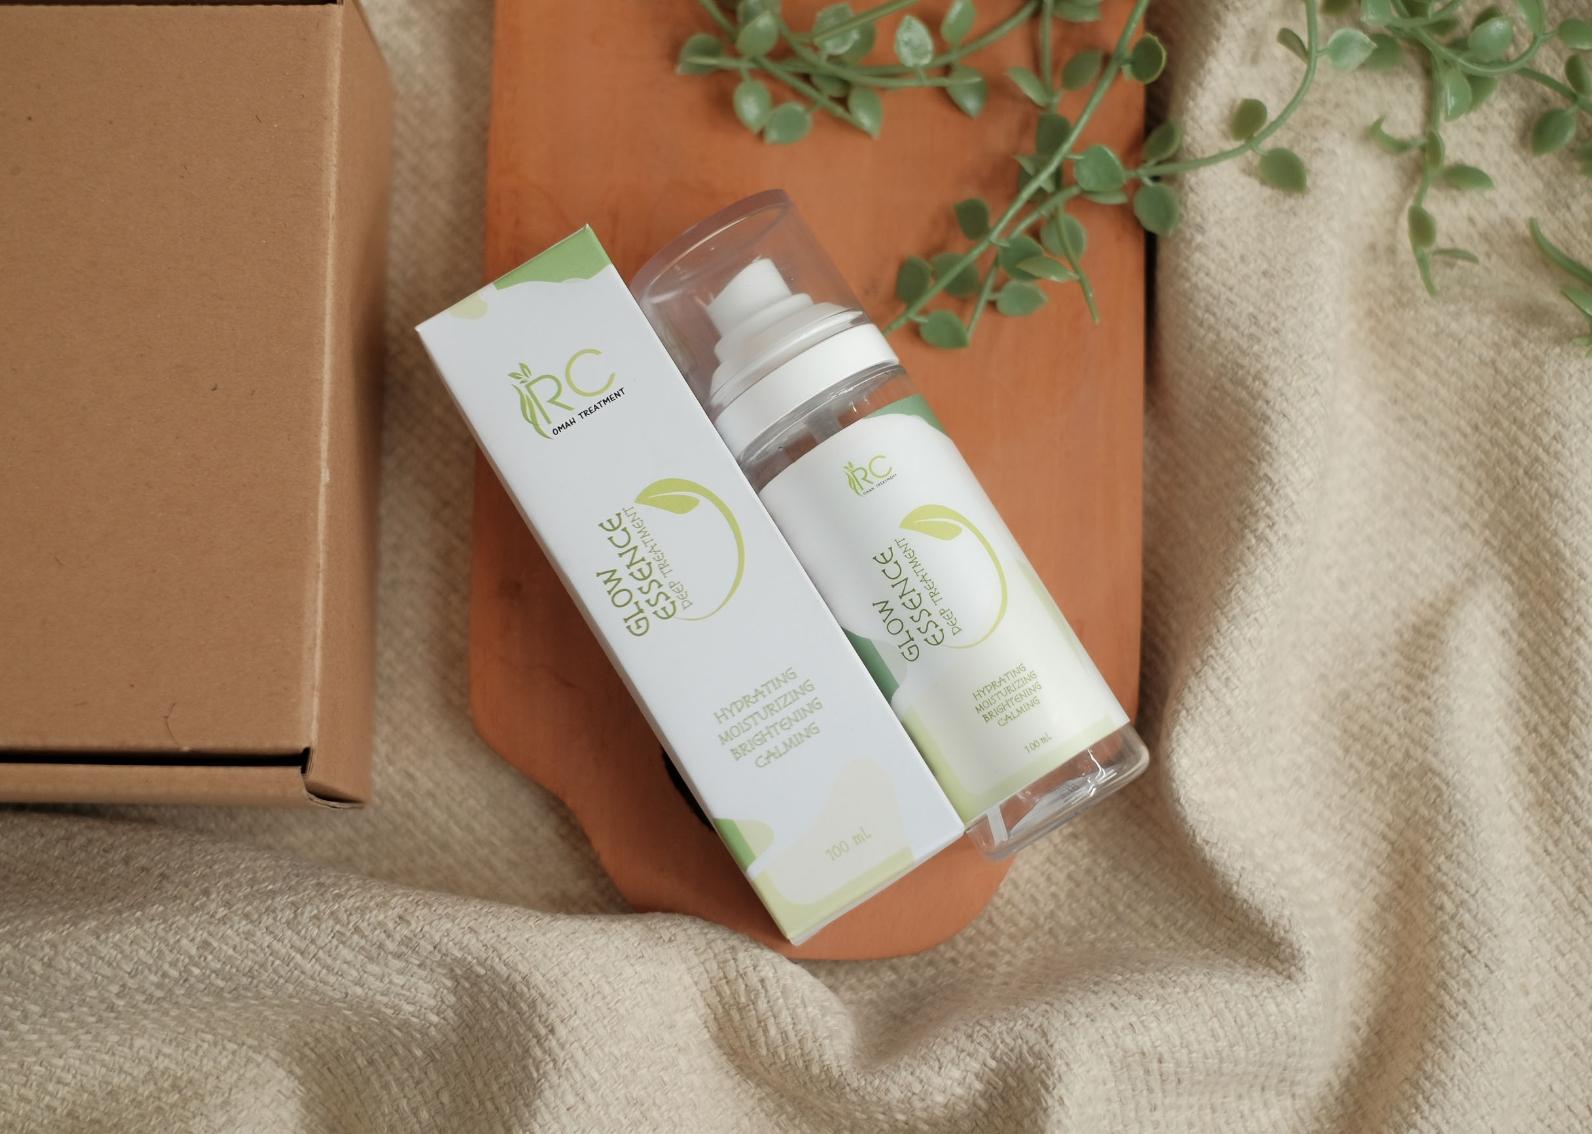 RC
OMAH TREATMENT
GLOW
ESSENCE
DEEP TREATMENT
HYDRATING
MOISTURIZING
BRIGHTENING
CALMING
100 mL
RC
OMAH TREATMENT
GLOW
ESSENCE
DEEP TREATMENT
HYDRATING
MOISTURIZING
BRIGHTENING
CALMING
100 mL